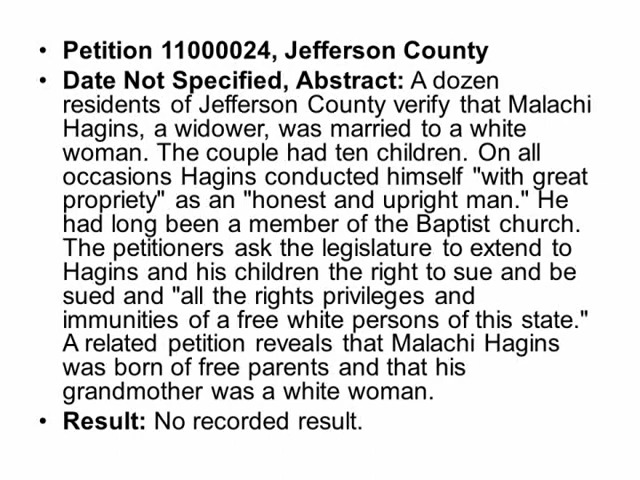 • Petition 11000024, Jefferson County
• Date Not Specified, Abstract: A dozen
residents of Jefferson County verify that Malachi
Hagins, a widower, was married to a white
woman. The couple had ten children. On all
occasions Hagins conducted himself "with great
propriety" as an "honest and upright man." He
had long been a member of the Baptist church.
The petitioners ask the legislature to extend to
Hagins and his children the right to sue and be
sued and "all the rights privileges and
immunities of a free white persons of this state."
A related petition reveals that Malachi Hagins
was born of free parents and that his
grandmother was a white woman.
• Result: No recorded result.